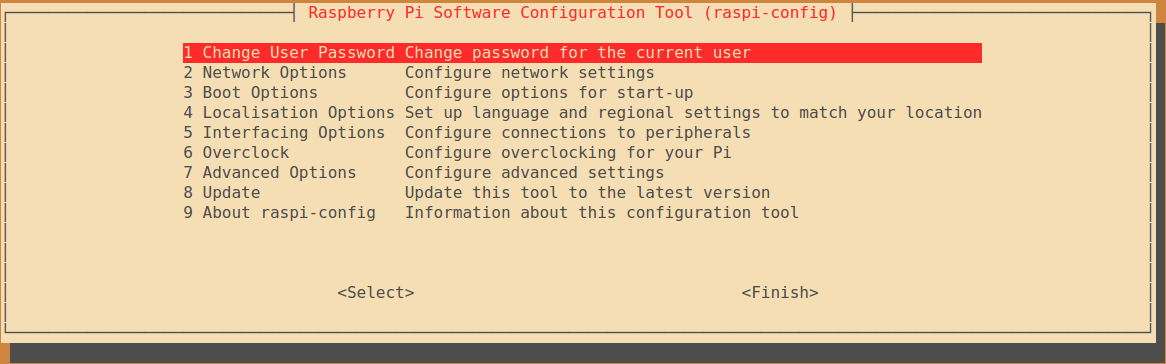 Raspberry Pi Software Configuration Tool (raspi-config)
1 Change User Password Change password for the current user
2 Network Options Configure network settings
3 Boot Options Configure options for start-up
4 Localisation Options Set up language and regional settings to match your location
5 Interfacing Options Configure connections to peripherals
6 Overclock Configure overclocking for your Pi
7 Advanced Options Configure advanced settings
8 Update Update this tool to the latest version
9 About raspi-config Information about this configuration tool
<Select> <Finish>